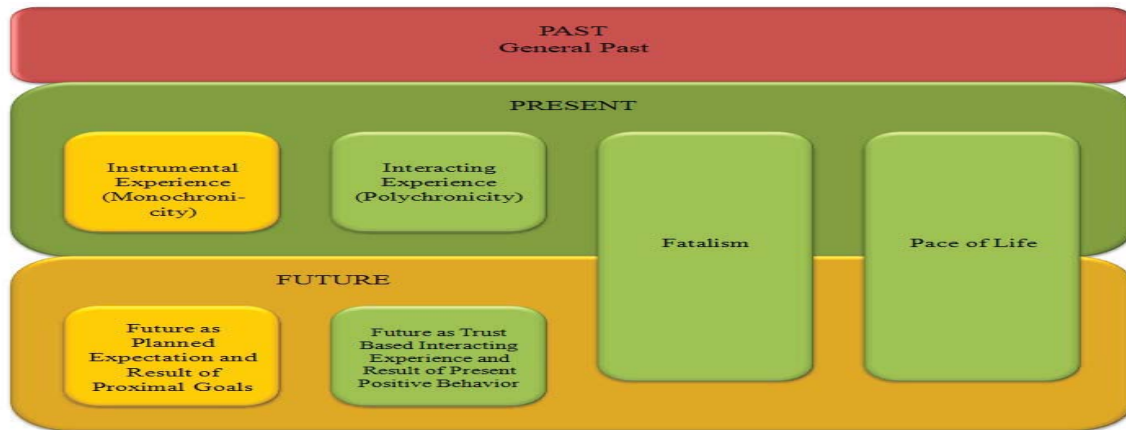 PAST
General Past
PRESENT
Instrumental
Experience
(Monochroni-
city)
Interacting
Experience
(Polychronicity)
Fatalism
Pace of Life
FUTURE
Future as
Planned
Expectation and
Result of
Proximal Goals
Future as Trust
Based Interacting
Experience and
Result of Present
Positive Behavior